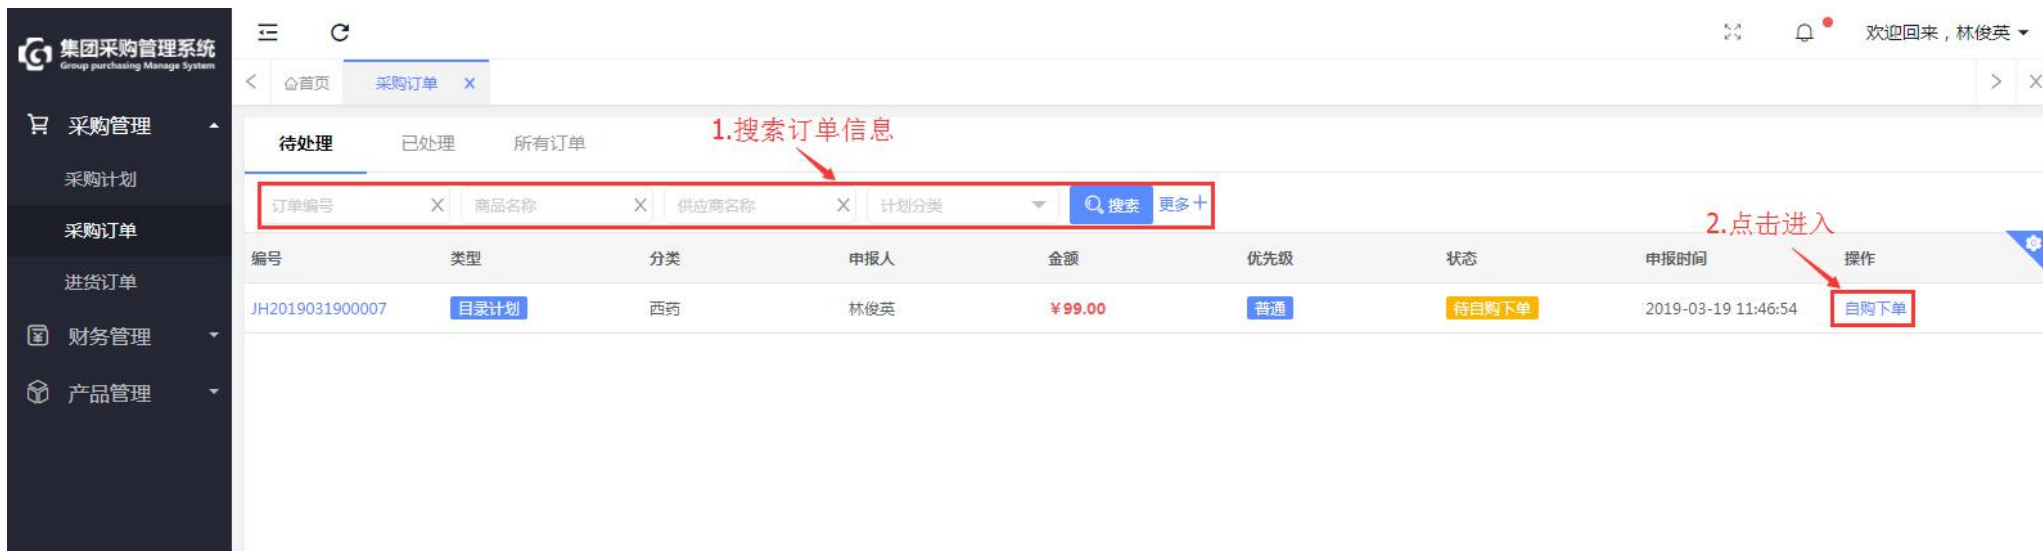 集团采购管理系统
Group purchasing Manage System
欢迎回来，林俊英
首页
采购订单
采购管理
采购计划
采购订单
进货订单
财务管理
产品管理
待处理
已处理
所有订单
1.搜索订单信息
订单编号
商品名称
供应商名称
计划分类
搜索
更多
2.点击进入
编号 类型 分类 申报人 金额 优先级 状态 申报时间 操作
JH2019031900007 目录计划 西药 林俊英 ￥99.00 普通 待自购下单 2019-03-19 11:46:54 自购下单